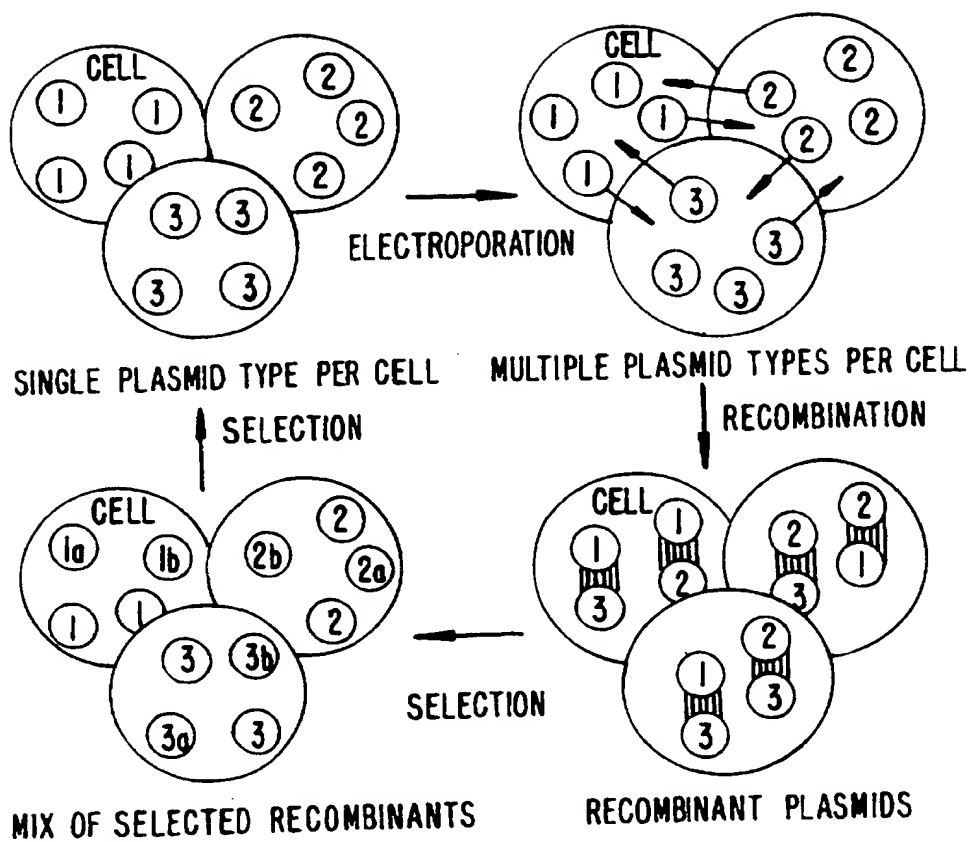 CELL
1
1
1
1
2
2
2
2
3
3
3
3
SINGLE PLASMID TYPE PER CELL
ELECTROPORATION
CELL
1
1
1
1
2
2
2
2
3
3
3
3
MULTIPLE PLASMID TYPES PER CELL
RECOMBINATION
CELL
1
3
1
2
2
3
2
1
1
3
2
3
RECOMBINANT PLASMIDS
SELECTION
CELL
1a
1b
1
1
2
2b
2a
2
3
3b
3a
3
MIX OF SELECTED RECOMBINANTS
SELECTION